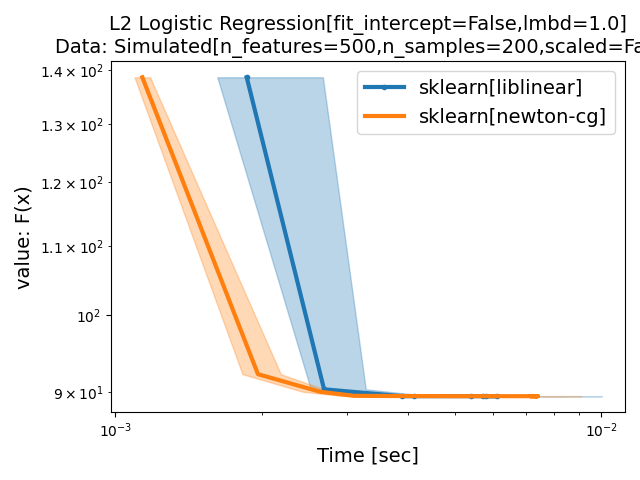 L2 Logistic Regression[fit_intercept=False,lmbd=1.0]
Data: Simulated[n_features=500,n_samples=200,scaled=Fa
sklearn[liblinear]
sklearn[newton-cg]
value: F(x)
1.4 × 10²
1.3 × 10²
1.2 × 10²
1.1 × 10²
10²
9 × 10¹
10⁻³
10⁻²
Time [sec]